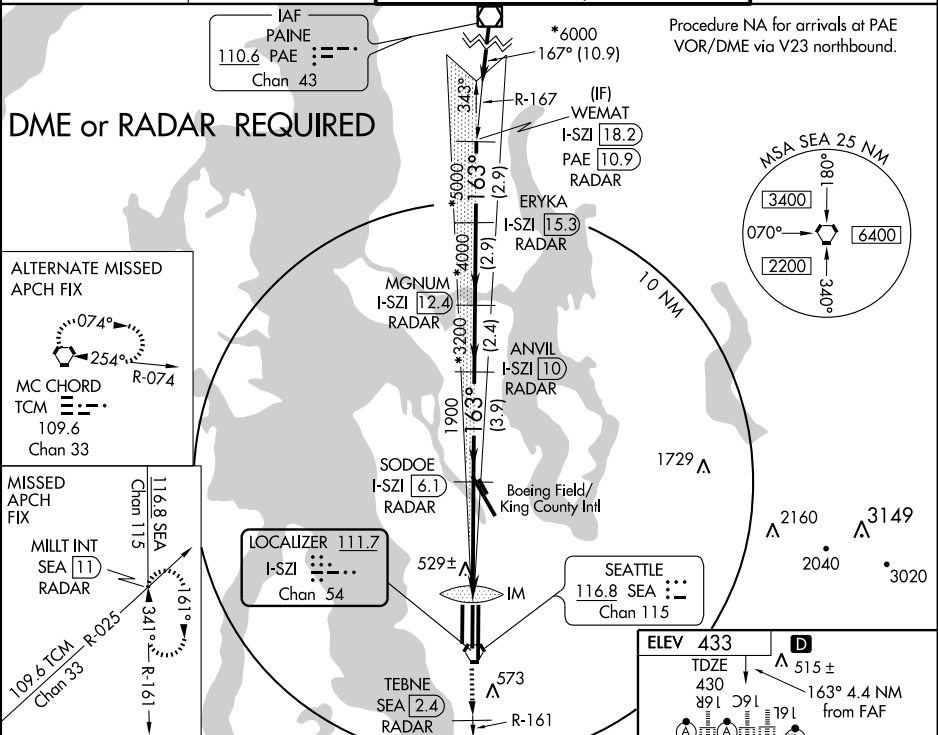 IAF
PAINE
110.6 PAE
Chan 43
*6000
167° (10.9)
Procedure NA for arrivals at PAE
VOR/DME via V23 northbound.
DME or RADAR REQUIRED
343°
R-167
(IF)
WEMAT
I-SZI 18.2
PAE 10.9
RADAR
*5000
163°
(2.9)
ERYKA
I-SZI 15.3
RADAR
MSA SEA 25 NM
180°
3400
070°
6400
2200
340°
*4000
(2.9)
10 NM
MGNUM
I-SZI 12.4
RADAR
*3200
(2.4)
ANVIL
I-SZI 10
RADAR
ALTERNATE MISSED
APCH FIX
074°
254°
R-074
MC CHORD
TCM
109.6
Chan 33
1900
163°
(3.9)
SODOE
I-SZI 6.1
RADAR
Boeing Field/
King County Intl
1729
2160
3149
2040
3020
MISSED
APCH
FIX
116.8 SEA
Chan 115
MILLT INT
SEA 11
RADAR
161°
341°
R-161
109.6 TCM
R-025
Chan 33
LOCALIZER 111.7
I-SZI
Chan 54
529±
IM
SEATTLE
116.8 SEA
Chan 115
TEBNE
SEA 2.4
RADAR
573
R-161
ELEV 433
D
TDZE
430
515 ±
163° 4.4 NM
from FAF
16R
16C
16L
A
A